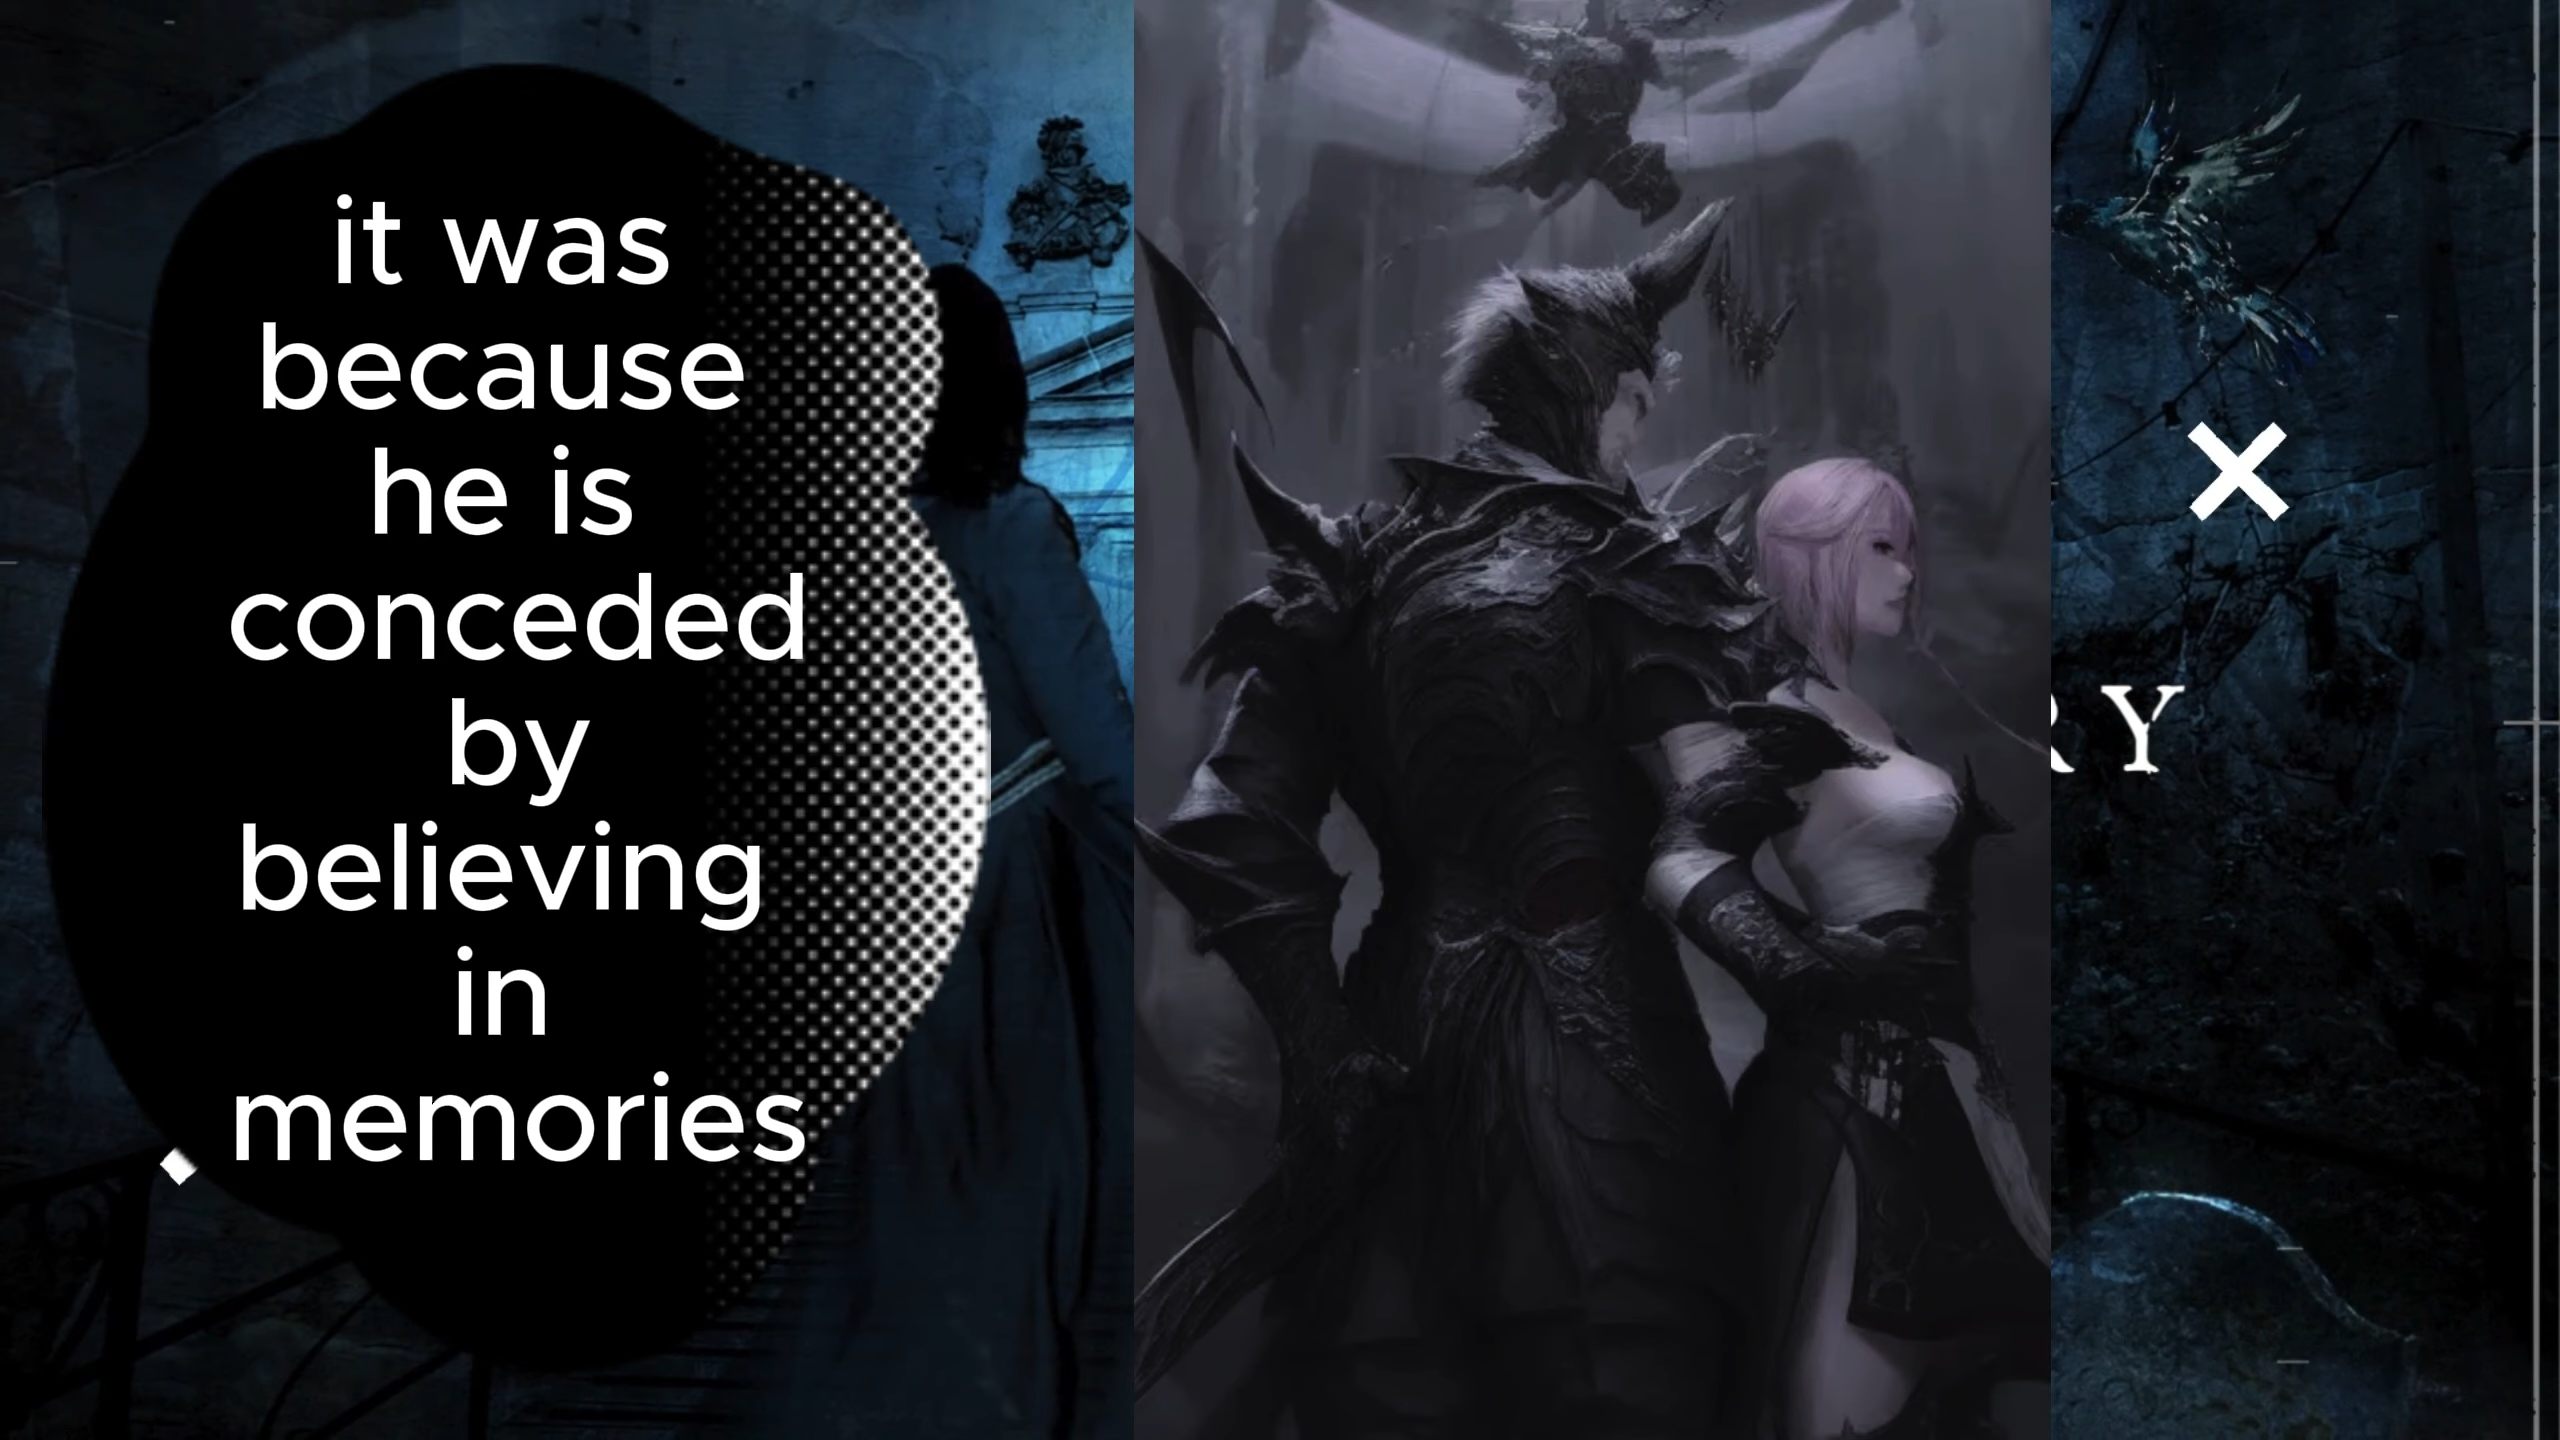 it was
because
he is
conceded
by
believing
in
memories
RY